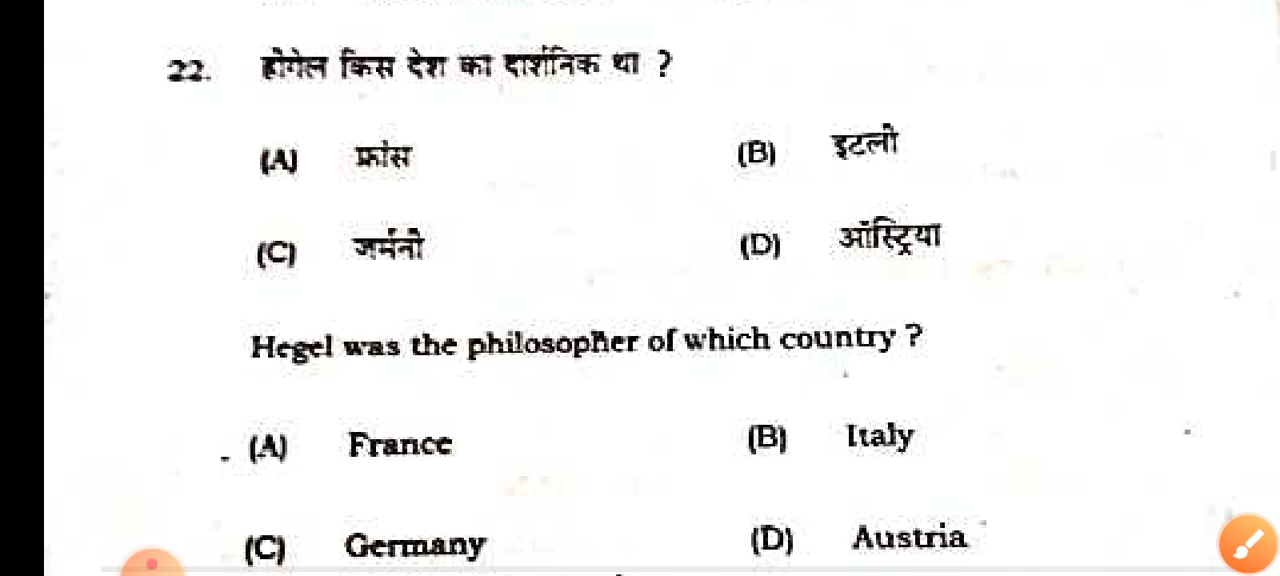 22. होगेल किस देश का दार्शनिक था ?
(A) फ्रांस (B) इटली
(C) जर्मनी (D) ऑस्ट्रिया
Hegel was the philosopher of which country ?
(A) France (B) Italy
(C) Germany (D) Austria